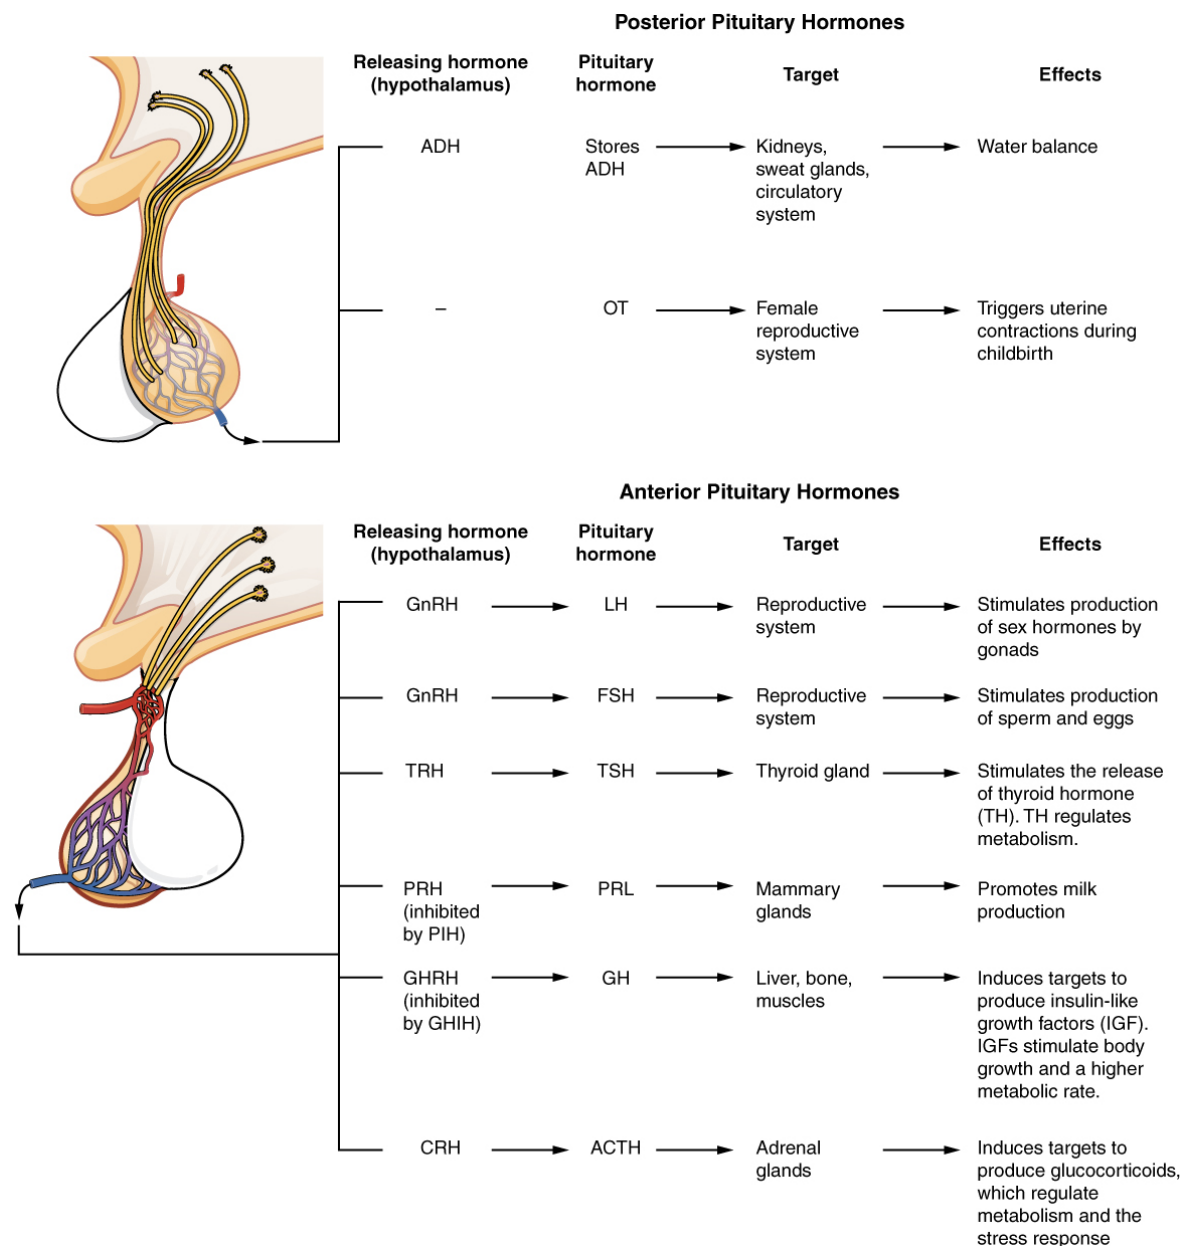 Posterior Pituitary Hormones
Releasing hormone
(hypothalamus)
Pituitary
hormone
Target
Effects
ADH
Stores
ADH
Kidneys,
sweat glands,
circulatory
system
Water balance
–
OT
Female
reproductive
system
Triggers uterine
contractions during
childbirth
Anterior Pituitary Hormones
Releasing hormone
(hypothalamus)
Pituitary
hormone
Target
Effects
GnRH
LH
Reproductive
system
Stimulates production
of sex hormones by
gonads
GnRH
FSH
Reproductive
system
Stimulates production
of sperm and eggs
TRH
TSH
Thyroid gland
Stimulates the release
of thyroid hormone
(TH). TH regulates
metabolism.
PRH
(inhibited
by PIH)
PRL
Mammary
glands
Promotes milk
production
GHRH
(inhibited
by GHIH)
GH
Liver, bone,
muscles
Induces targets to
produce insulin-like
growth factors (IGF).
IGFs stimulate body
growth and a higher
metabolic rate.
CRH
ACTH
Adrenal
glands
Induces targets to
produce glucocorticoids,
which regulate
metabolism and the
stress response